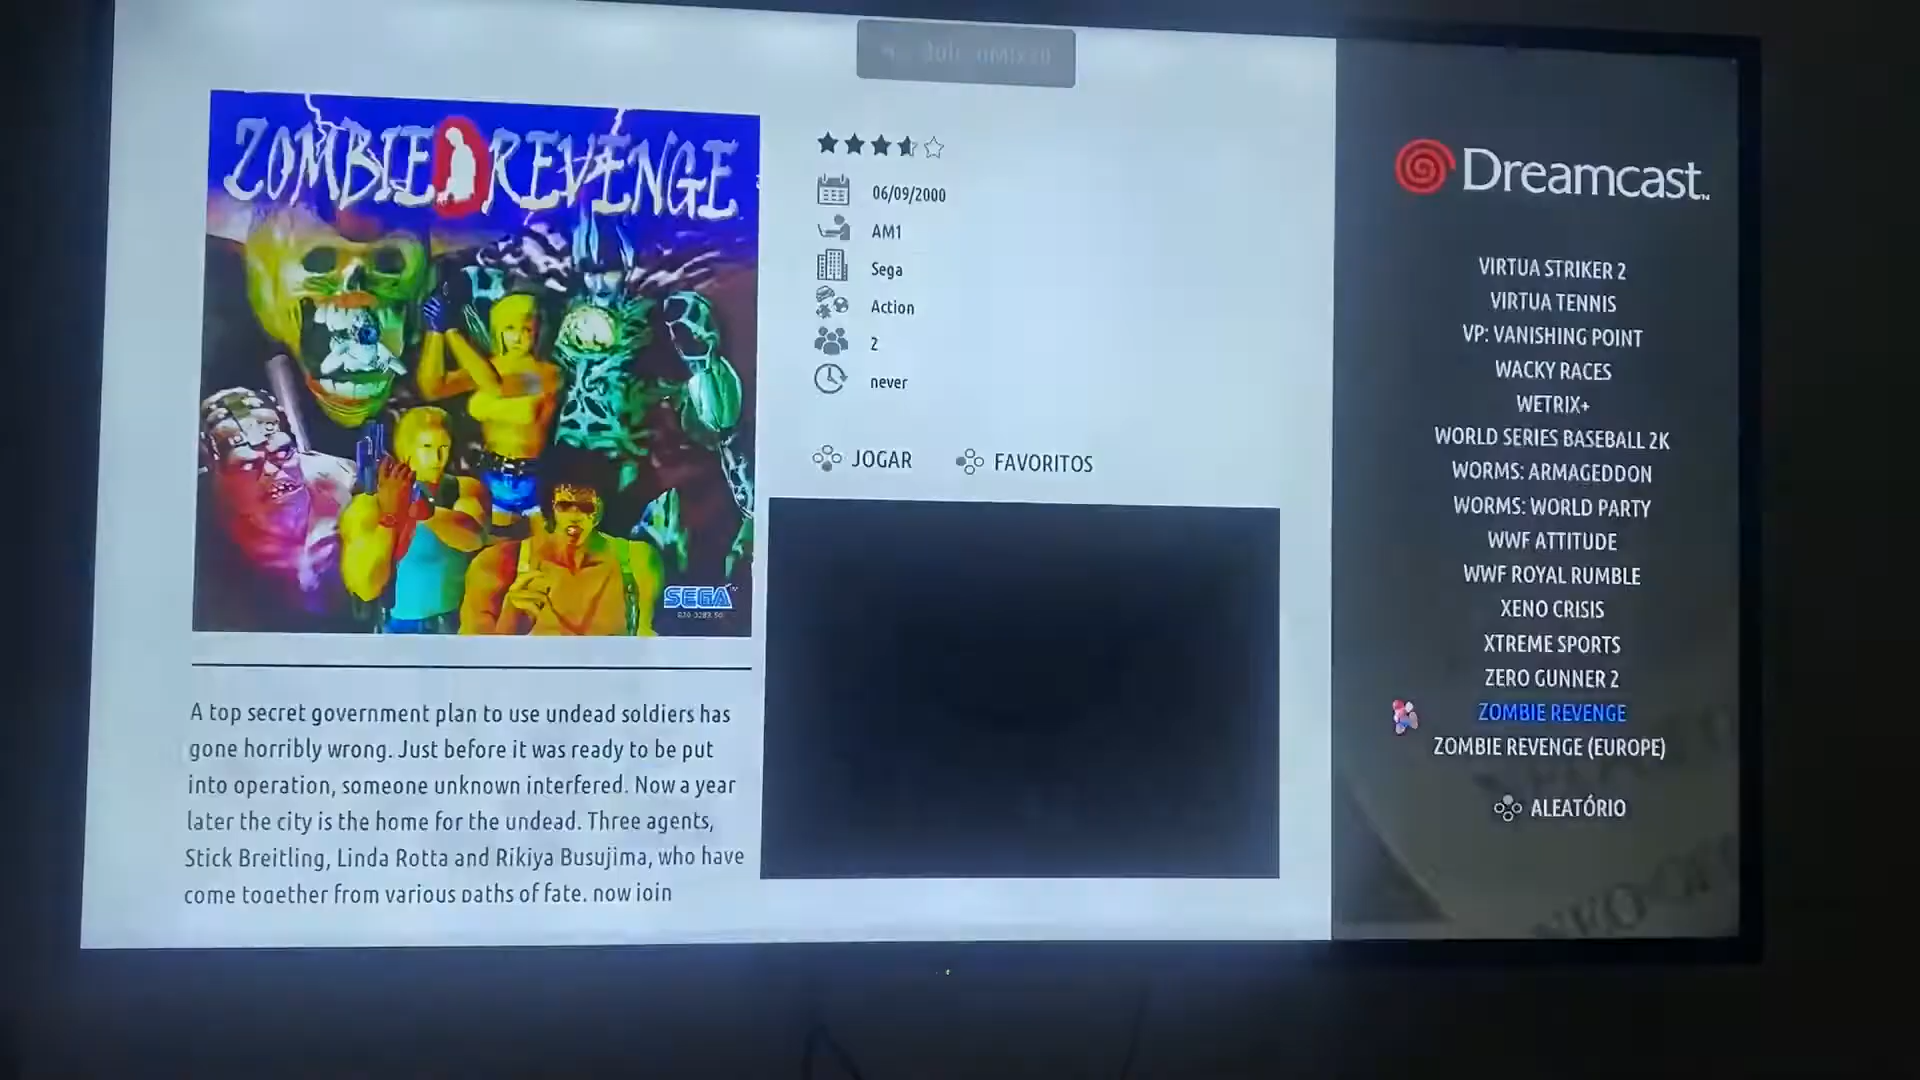 ZOMBIE REVENGE
SEGA
★★★
06/09/2000
AM1
Sega
Action
2
never
JOGAR
FAVORITOS
A top secret government plan to use undead soldiers has
gone horribly wrong. Just before it was ready to be put
into operation, someone unknown interfered. Now a year
later the city is the home for the undead. Three agents,
Stick Breitling, Linda Rotta and Rikiya Busujima, who have
come together from various paths of fate, now join
Dreamcast™
VIRTUA STRIKER 2
VIRTUA TENNIS
VP: VANISHING POINT
WACKY RACES
WETRIX+
WORLD SERIES BASEBALL 2K
WORMS: ARMAGEDDON
WORMS: WORLD PARTY
WWF ATTITUDE
WWF ROYAL RUMBLE
XENO CRISIS
XTREME SPORTS
ZERO GUNNER 2
ZOMBIE REVENGE
ZOMBIE REVENGE (EUROPE)
ALEATÓRIO